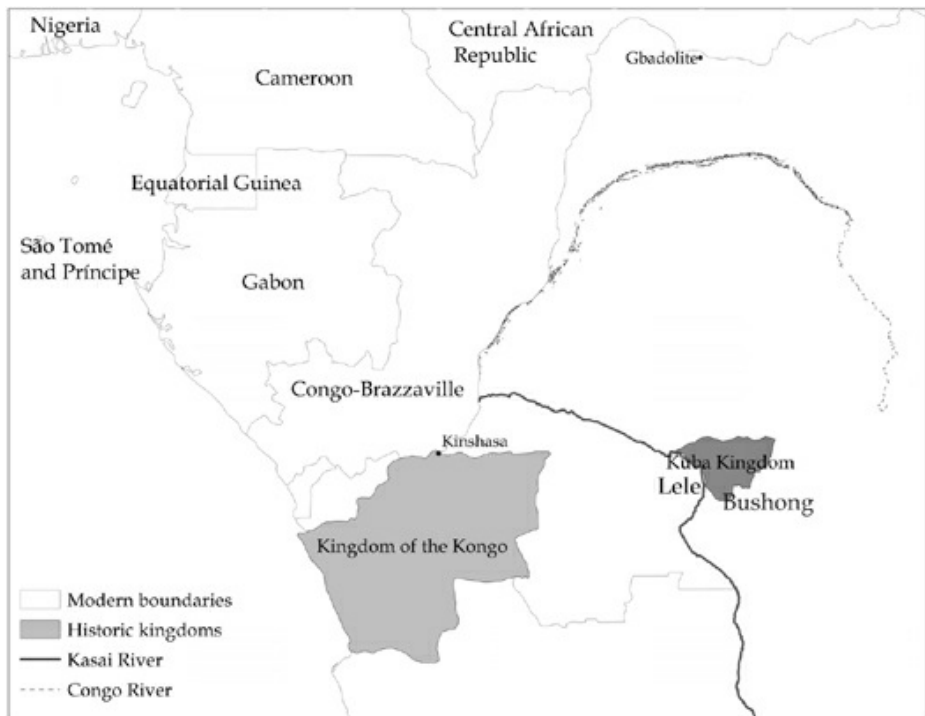 Nigeria
Central African
Republic
Gbadolite
Cameroon
Equatorial Guinea
São Tomé
and Príncipe
Gabon
Congo-Brazzaville
Kinshasa
Kuba Kingdom
Lele
Bushong
Kingdom of the Kongo
Modern boundaries
Historic kingdoms
Kasai River
Congo River